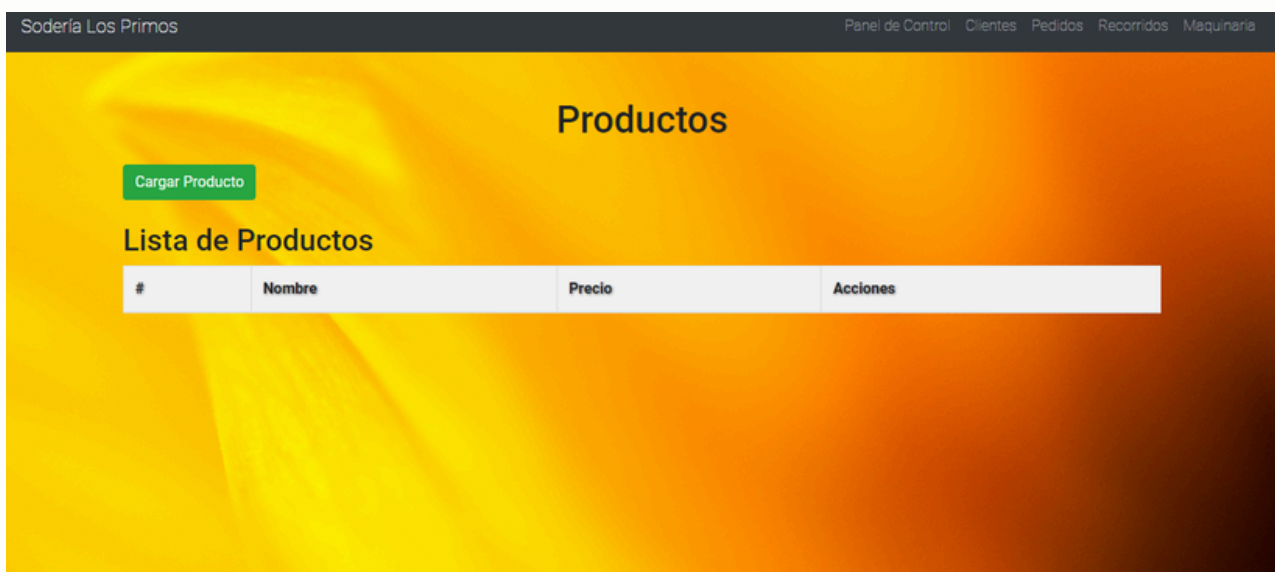 Sodería Los Primos
Panel de Control Clientes Pedidos Recorridos Maquinaria
Productos
Cargar Producto
Lista de Productos
# Nombre Precio Acciones